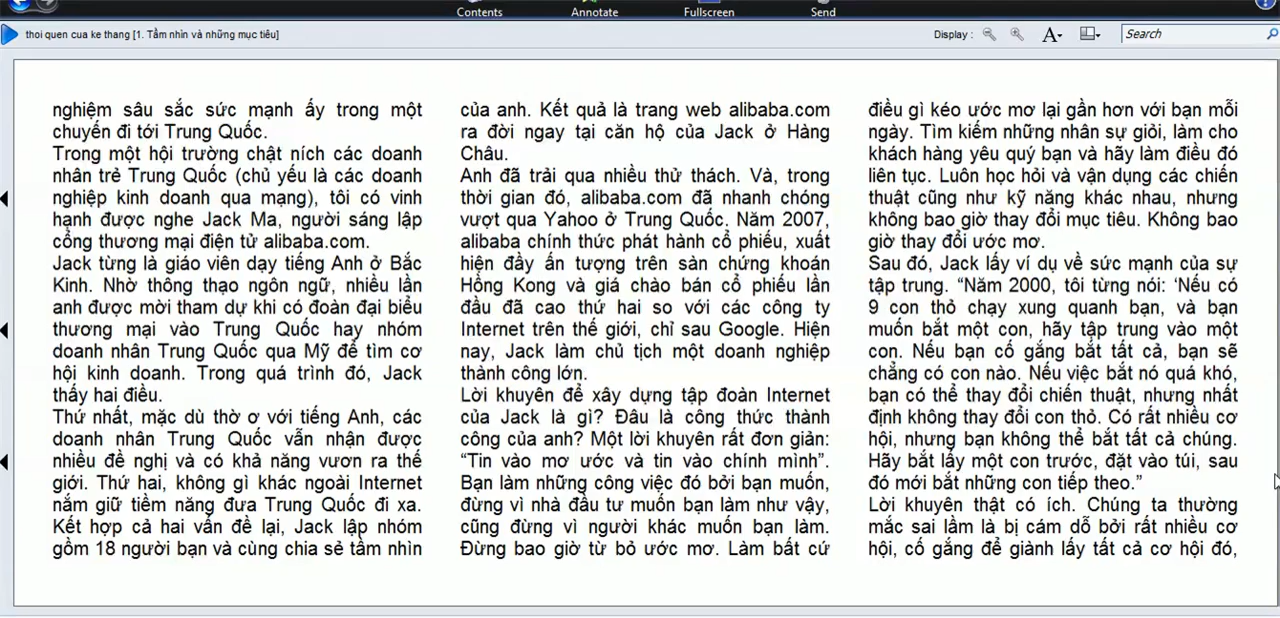 Contents Annotate Fullscreen Send
thoi quen cua ke thang [1. Tầm nhìn và những mục tiêu]
Display : A Search
nghiệm sâu sắc sức mạnh ấy trong một
chuyến đi tới Trung Quốc.
Trong một hội trường chật ních các doanh
nhân trẻ Trung Quốc (chủ yếu là các doanh
nghiệp kinh doanh qua mạng), tôi có vinh
hạnh được nghe Jack Ma, người sáng lập
cổng thương mại điện tử alibaba.com.
Jack từng là giáo viên dạy tiếng Anh ở Bắc
Kinh. Nhờ thông thạo ngôn ngữ, nhiều lần
anh được mời tham dự khi có đoàn đại biểu
thương mại vào Trung Quốc hay nhóm
doanh nhân Trung Quốc qua Mỹ để tìm cơ
hội kinh doanh. Trong quá trình đó, Jack
thấy hai điều.
Thứ nhất, mặc dù thờ ơ với tiếng Anh, các
doanh nhân Trung Quốc vẫn nhận được
nhiều đề nghị và có khả năng vươn ra thế
giới. Thứ hai, không gì khác ngoài Internet
nắm giữ tiềm năng đưa Trung Quốc đi xa.
Kết hợp cả hai vấn đề lại, Jack lập nhóm
gồm 18 người bạn và cùng chia sẻ tầm nhìn
của anh. Kết quả là trang web alibaba.com
ra đời ngay tại căn hộ của Jack ở Hàng
Châu.
Anh đã trải qua nhiều thử thách. Và, trong
thời gian đó, alibaba.com đã nhanh chóng
vượt qua Yahoo ở Trung Quốc. Năm 2007,
alibaba chính thức phát hành cổ phiếu, xuất
hiện đầy ấn tượng trên sàn chứng khoán
Hồng Kong và giá chào bán cổ phiếu lần
đầu đã cao thứ hai so với các công ty
Internet trên thế giới, chỉ sau Google. Hiện
nay, Jack làm chủ tịch một doanh nghiệp
thành công lớn.
Lời khuyên để xây dựng tập đoàn Internet
của Jack là gì? Đâu là công thức thành
công của anh? Một lời khuyên rất đơn giản:
“Tin vào mơ ước và tin vào chính mình”.
Bạn làm những công việc đó bởi bạn muốn,
đừng vì nhà đầu tư muốn bạn làm như vậy,
cũng đừng vì người khác muốn bạn làm.
Đừng bao giờ từ bỏ ước mơ. Làm bất cứ
điều gì kéo ước mơ lại gần hơn với bạn mỗi
ngày. Tìm kiếm những nhân sự giỏi, làm cho
khách hàng yêu quý bạn và hãy làm điều đó
liên tục. Luôn học hỏi và vận dụng các chiến
thuật cũng như kỹ năng khác nhau, nhưng
không bao giờ thay đổi mục tiêu. Không bao
giờ thay đổi ước mơ.
Sau đó, Jack lấy ví dụ về sức mạnh của sự
tập trung. “Năm 2000, tôi từng nói: ‘Nếu có
9 con thỏ chạy xung quanh bạn, và bạn
muốn bắt một con, hãy tập trung vào một
con. Nếu bạn cố gắng bắt tất cả, bạn sẽ
chẳng có con nào. Nếu việc bắt nó quá khó,
bạn có thể thay đổi chiến thuật, nhưng nhất
định không thay đổi con thỏ. Có rất nhiều cơ
hội, nhưng bạn không thể bắt tất cả chúng.
Hãy bắt lấy một con trước, đặt vào túi, sau
đó mới bắt những con tiếp theo.”
Lời khuyên thật có ích. Chúng ta thường
mắc sai lầm là bị cám dỗ bởi rất nhiều cơ
hội, cố gắng để giành lấy tất cả cơ hội đó,